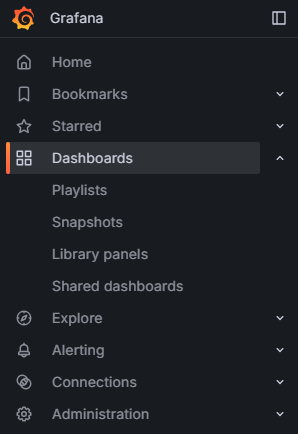 Grafana
Home
Bookmarks
Starred
Dashboards
Playlists
Snapshots
Library panels
Shared dashboards
Explore
Alerting
Connections
Administration